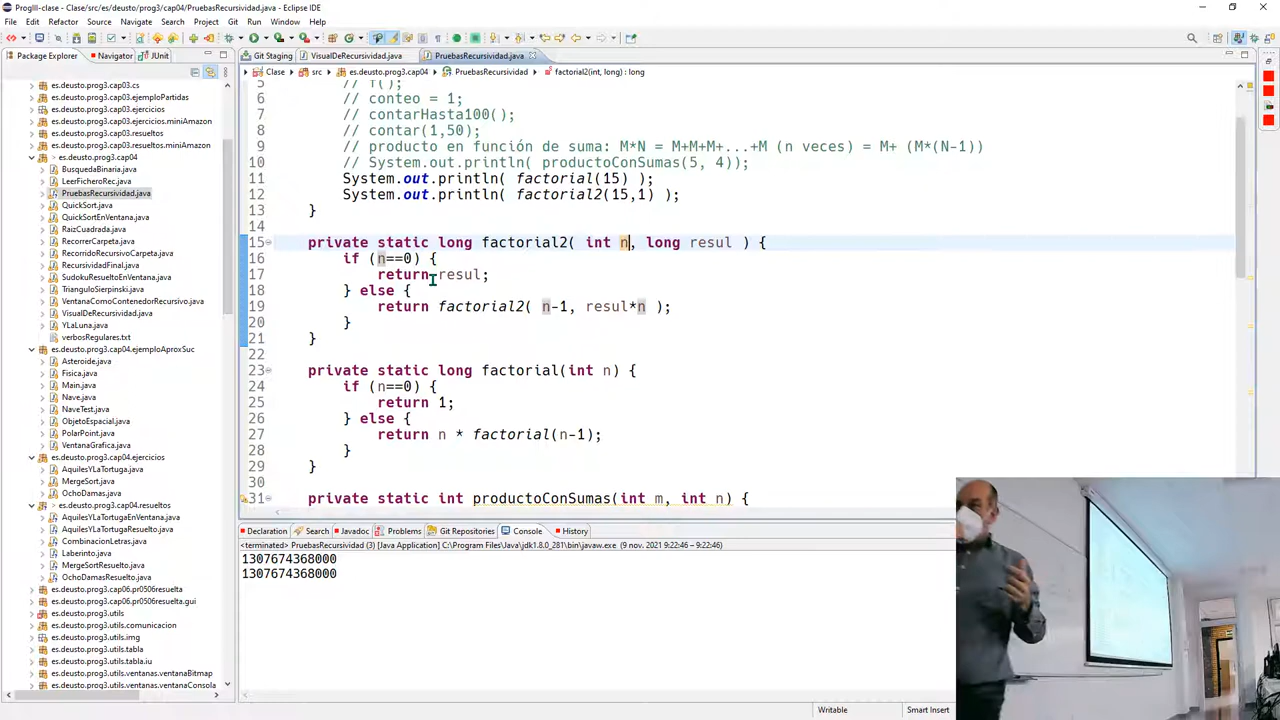 ProgIII-clase - Clase/src/es/deusto/prog3/cap04/PruebasRecursividad.java - Eclipse IDE
File Edit Refactor Source Navigate Search Project Git Run Window Help
Package Explorer Navigator JUnit
Git Staging VisualDeRecursividad.java PruebasRecursividad.java
Clase src es.deusto.prog3.cap04 PruebasRecursividad factorial2(int, long) : long
es.deusto.prog3.cap03.cs
es.deusto.prog3.cap03.ejemploPartidas
es.deusto.prog3.cap03.ejercicios
es.deusto.prog3.cap03.ejercicios.miniAmazon
es.deusto.prog3.cap03.resueltos
es.deusto.prog3.cap03.resueltos.miniAmazon
es.deusto.prog3.cap04
BusquedaBinaria.java
LeerFicheroRec.java
PruebasRecursividad.java
QuickSort.java
QuickSortEnVentana.java
RaizCuadrada.java
RecorrerCarpeta.java
RecorridoRecursivoCarpeta.java
RecursividadFinal.java
SudokuResueltoEnVentana.java
TrianguloSierpinski.java
VentanaComoContenedorRecursivo.java
VisualDeRecursividad.java
YLaLuna.java
verbosRegulares.txt
es.deusto.prog3.cap04.ejemploAproxSuc
Asteroide.java
Fisica.java
Main.java
Nave.java
NaveTest.java
ObjetoEspacial.java
PolarPoint.java
VentanaGrafica.java
es.deusto.prog3.cap04.ejercicios
AquilesYLaTortuga.java
MergeSort.java
OchoDamas.java
es.deusto.prog3.cap04.resueltos
AquilesYLaTortugaEnVentana.java
AquilesYLaTortugaResuelto.java
CombinacionLetras.java
Laberinto.java
MergeSortResuelto.java
OchoDamasResuelto.java
es.deusto.prog3.cap06.pr0506resuelta
es.deusto.prog3.cap06.pr0506resuelta.gui
es.deusto.prog3.utils
es.deusto.prog3.utils.comunicacion
es.deusto.prog3.utils.img
es.deusto.prog3.utils.tabla
es.deusto.prog3.utils.tabla.iu
es.deusto.prog3.utils.ventanas.ventanaBitmap
es.deusto.prog3.utils.ventanas.ventanaConsola
5 // f();
6 // conteo = 1;
7 // contarHasta100();
8 // contar(1,50);
9 // producto en función de suma: M*N = M+M+M+...+M (n veces) = M+ (M*(N-1))
10 // System.out.println( productoConSumas(5, 4));
11 System.out.println( factorial(15) );
12 System.out.println( factorial2(15,1) );
13 }
14
15 private static long factorial2( int n, long resul ) {
16 if (n==0) {
17 return resul;
18 } else {
19 return factorial2( n-1, resul*n );
20 }
21 }
22
23 private static long factorial(int n) {
24 if (n==0) {
25 return 1;
26 } else {
27 return n * factorial(n-1);
28 }
29 }
30
31 private static int productoConSumas(int m, int n) {
Declaration Search Javadoc Problems Git Repositories Console History
<terminated> PruebasRecursividad (3) [Java Application] C:\Program Files\Java\jdk1.8.0_281\bin\javaw.exe (9 nov. 2021 9:22:46 – 9:22:46)
1307674368000
1307674368000
Writable Smart Insert